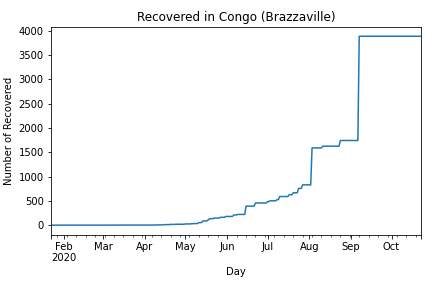 Recovered in Congo (Brazzaville)
4000
3500
3000
2500
2000
1500
1000
500
0
Number of Recovered
Feb Mar Apr May Jun Jul Aug Sep Oct
2020
Day